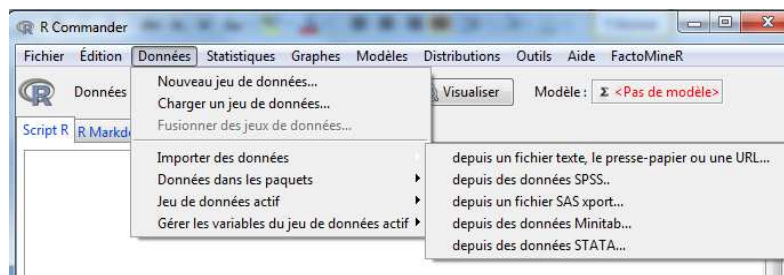 R Commander
Fichier Édition Données Statistiques Graphes Modèles Distributions Outils Aide FactoMineR
R Données Visualiser Modèle : Σ <Pas de modèle>
Script R R Markd
Nouveau jeu de données...
Charger un jeu de données...
Fusionner des jeux de données...
Importer des données
Données dans les paquets
Jeu de données actif
Gérer les variables du jeu de données actif
depuis un fichier texte, le presse-papier ou une URL...
depuis des données SPSS..
depuis un fichier SAS xport...
depuis des données Minitab...
depuis des données STATA...